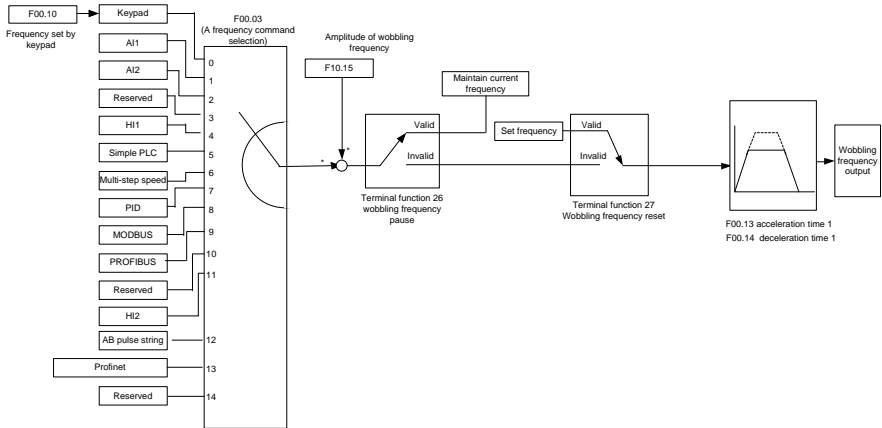 F00.10
Frequency set by
keypad
Keypad
AI1
AI2
Reserved
HI1
Simple PLC
Multi-step speed
PID
MODBUS
PROFIBUS
Reserved
HI2
AB pulse string
Profinet
Reserved
F00.03
(A frequency command
selection)
0
1
2
3
4
5
6
7
8
9
10
11
12
13
14
Amplitude of wobbling
frequency
F10.15
*
*
Maintain current
frequency
Valid
Invalid
Terminal function 26
wobbling frequency
pause
Set frequency
Valid
Invalid
Terminal function 27
Wobbling frequency reset
F00.13 acceleration time 1
F00.14 deceleration time 1
Wobbling
frequency
output